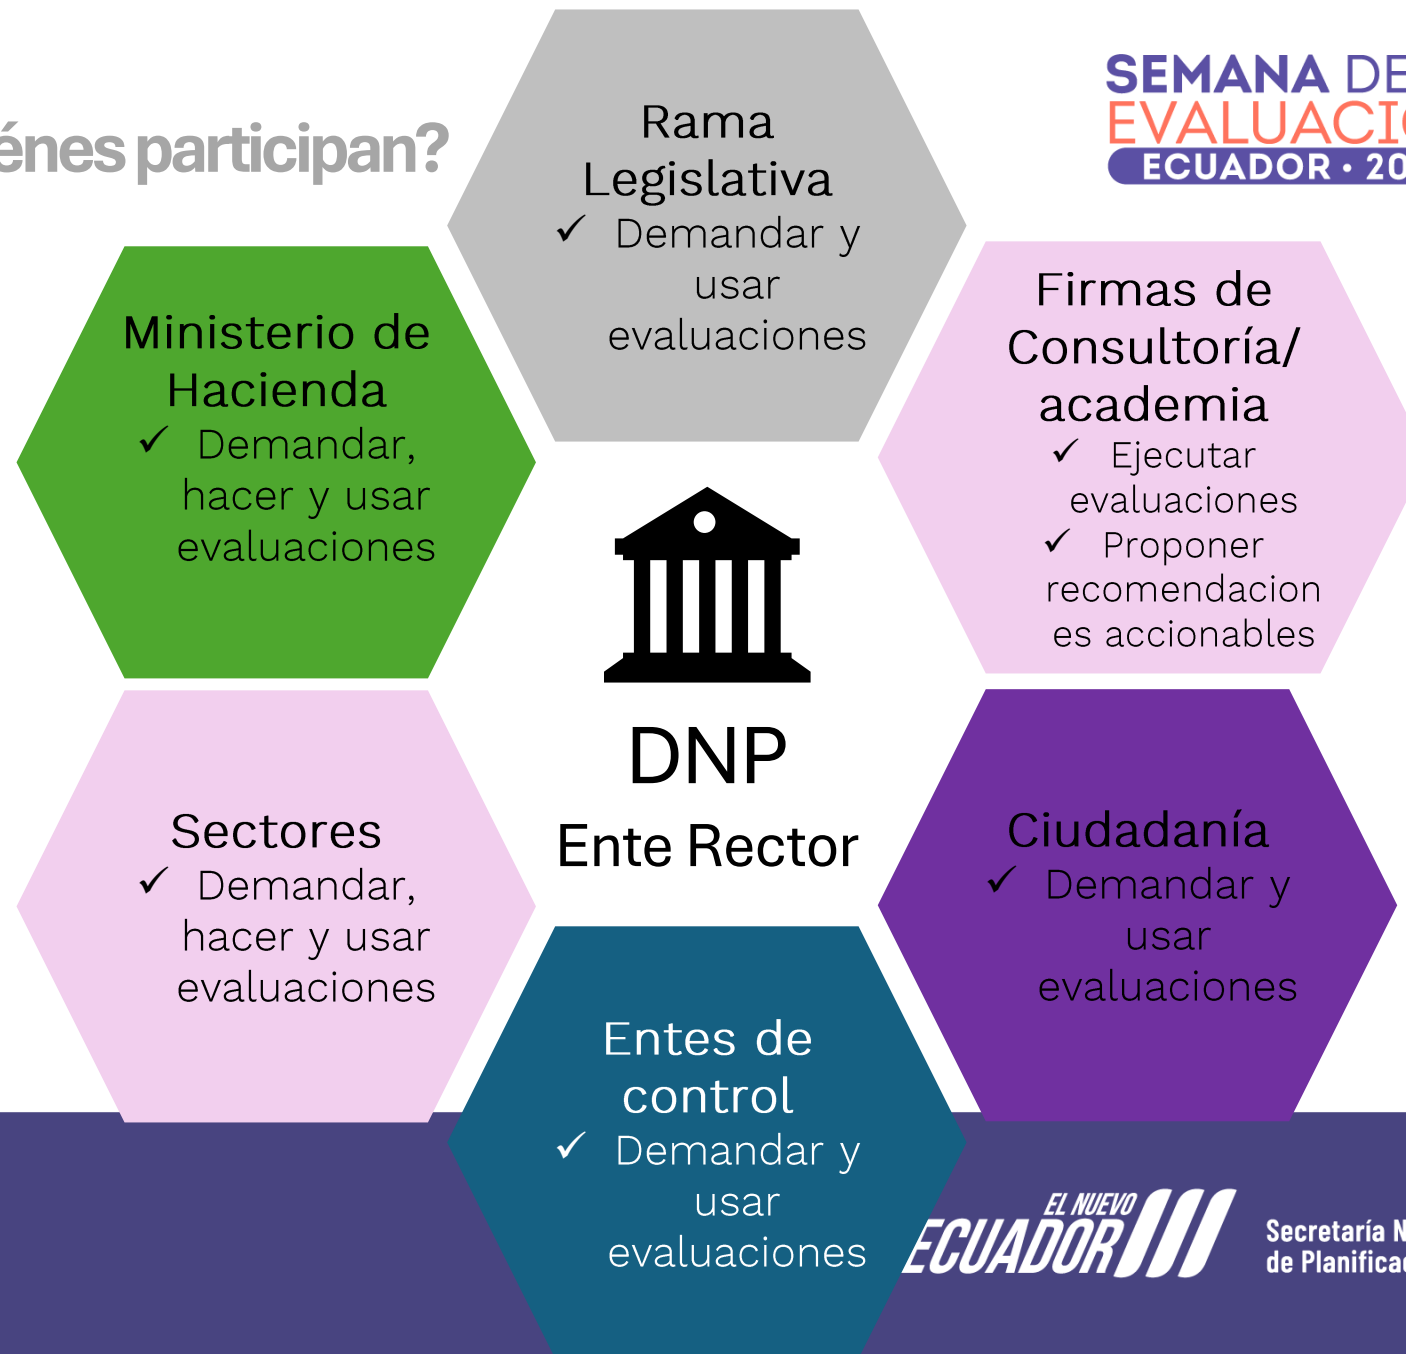 énes participan?
SEMANA DE
EVALUACIO
ECUADOR • 20
Rama
Legislativa
✓ Demandar y
usar
evaluaciones
Ministerio de
Hacienda
✓ Demandar,
hacer y usar
evaluaciones
Firmas de
Consultoría/
academia
✓ Ejecutar
evaluaciones
✓ Proponer
recomendacion
es accionables
DNP
Ente Rector
Sectores
✓ Demandar,
hacer y usar
evaluaciones
Ciudadanía
✓ Demandar y
usar
evaluaciones
Entes de
control
✓ Demandar y
usar
evaluaciones
EL NUEVO
ECUADOR
Secretaría N
de Planifica